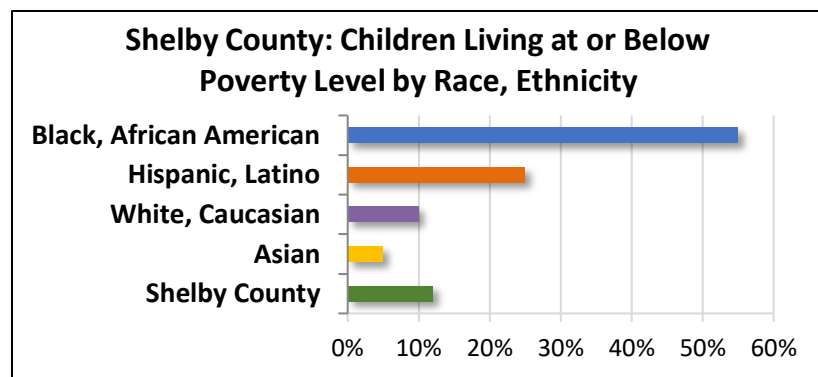 Shelby County: Children Living at or Below
Poverty Level by Race, Ethnicity
Black, African American
Hispanic, Latino
White, Caucasian
Asian
Shelby County
0% 10% 20% 30% 40% 50% 60%